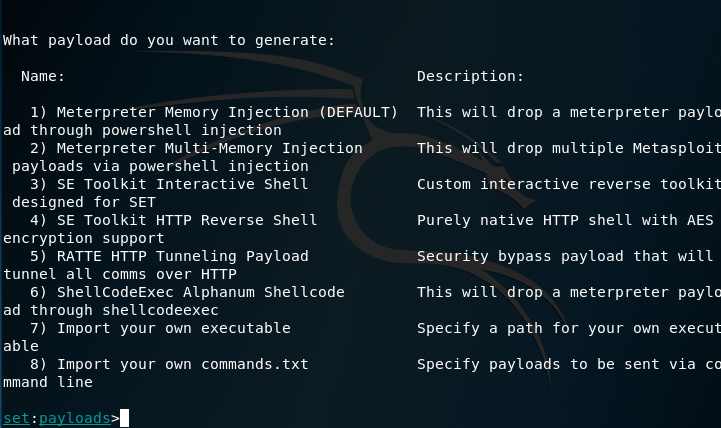 What payload do you want to generate:
Name: Description:
1) Meterpreter Memory Injection (DEFAULT) This will drop a meterpreter paylo
ad through powershell injection
2) Meterpreter Multi-Memory Injection This will drop multiple Metasploit
payloads via powershell injection
3) SE Toolkit Interactive Shell Custom interactive reverse toolkit
designed for SET
4) SE Toolkit HTTP Reverse Shell Purely native HTTP shell with AES
encryption support
5) RATTE HTTP Tunneling Payload Security bypass payload that will
tunnel all comms over HTTP
6) ShellCodeExec Alphanum Shellcode This will drop a meterpreter paylo
ad through shellcodeexec
7) Import your own executable Specify a path for your own execut
able
8) Import your own commands.txt Specify payloads to be sent via co
mmand line
set:payloads>